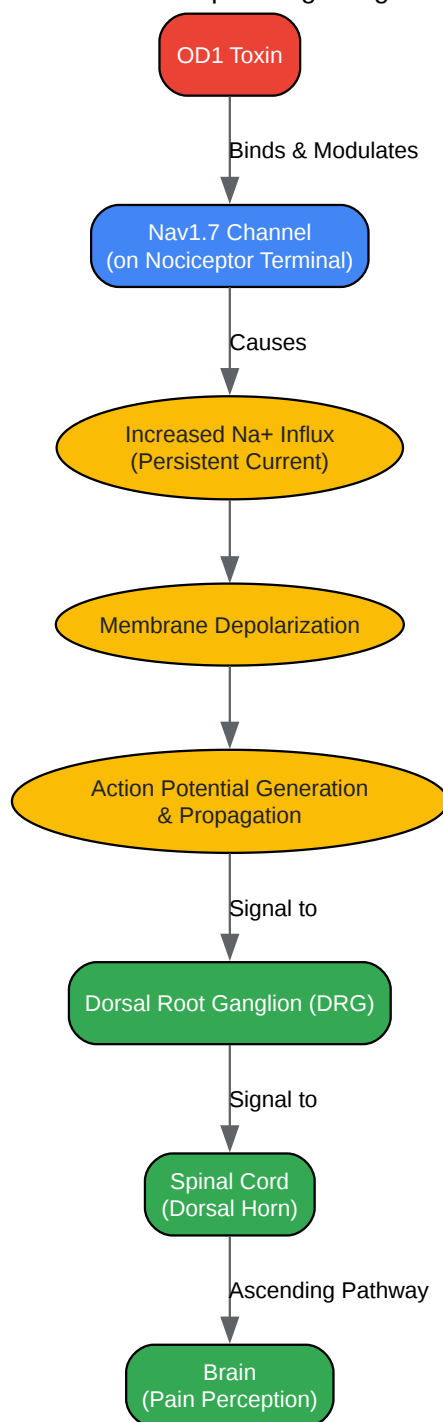 OD1 Toxin
Binds & Modulates
Nav1.7 Channel
(on Nociceptor Terminal)
Causes
Increased Na+ Influx
(Persistent Current)
Membrane Depolarization
Action Potential Generation
& Propagation
Signal to
Dorsal Root Ganglion (DRG)
Signal to
Spinal Cord
(Dorsal Horn)
Ascending Pathway
Brain
(Pain Perception)